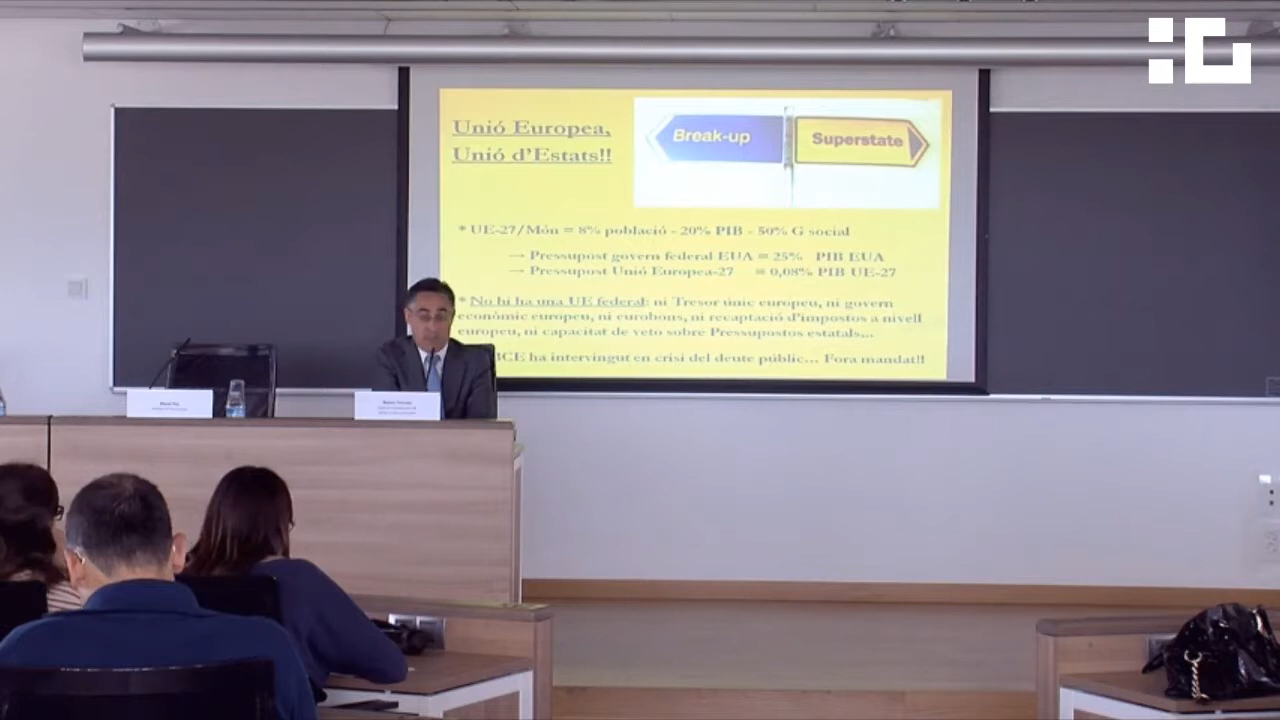 Unió Europea,
Unió d'Estats!!
Break-up
Superstate
* UE-27/Món = 8% població - 20% PIB - 50% G social
→ Pressupost govern federal EUA = 25% PIB EUA
→ Pressupost Unió Europea-27 = 0,08% PIB UE-27
* No hi ha una UE federal: ni Tresor únic europeu, ni govern
econòmic europeu, ni eurobons, ni recaptació d'impostos a nivell
europeu, ni capacitat de veto sobre Pressupostos estatals...
BCE ha intervingut en crisi del deute públic... Fora mandat!!